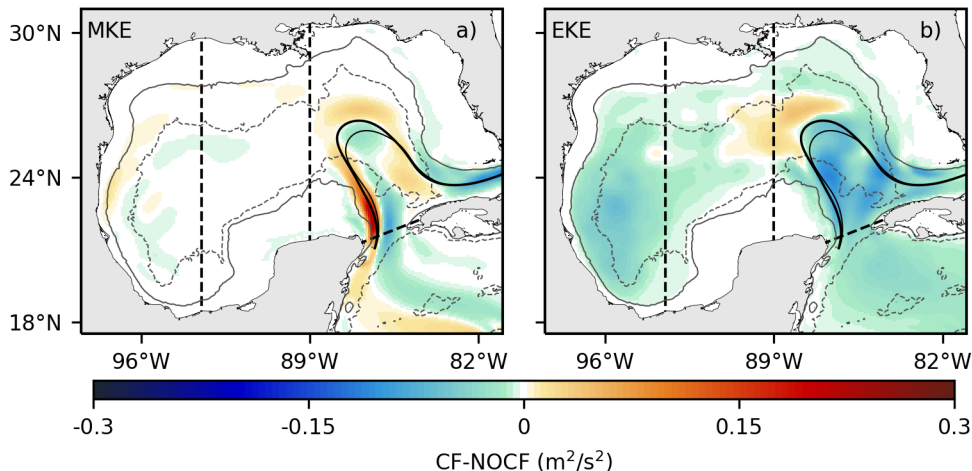 MKE a) EKE b)
30°N
24°N
18°N
96°W 89°W 82°W 96°W 89°W 82°W
-0.3 -0.15 0 0.15 0.3
CF-NOCF (m²/s²)